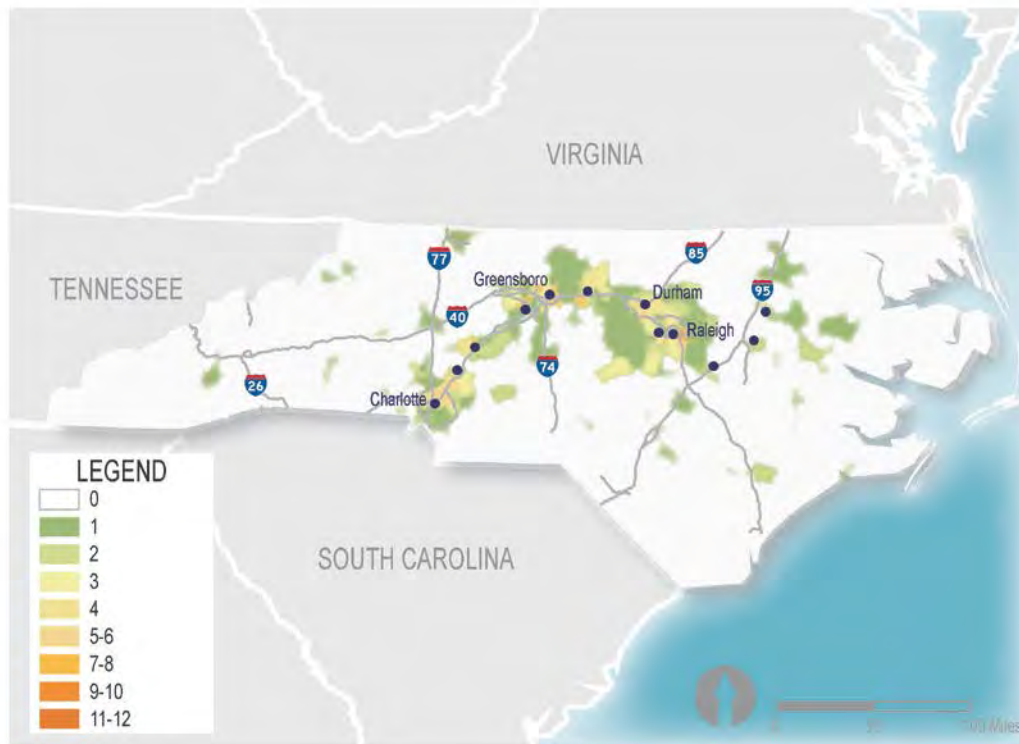 VIRGINIA
TENNESSEE
77
85
Greensboro
Durham
95
40
Raleigh
74
26
Charlotte
LEGEND
0
1
2
3
4
5-6
7-8
9-10
11-12
SOUTH CAROLINA
0
Miles